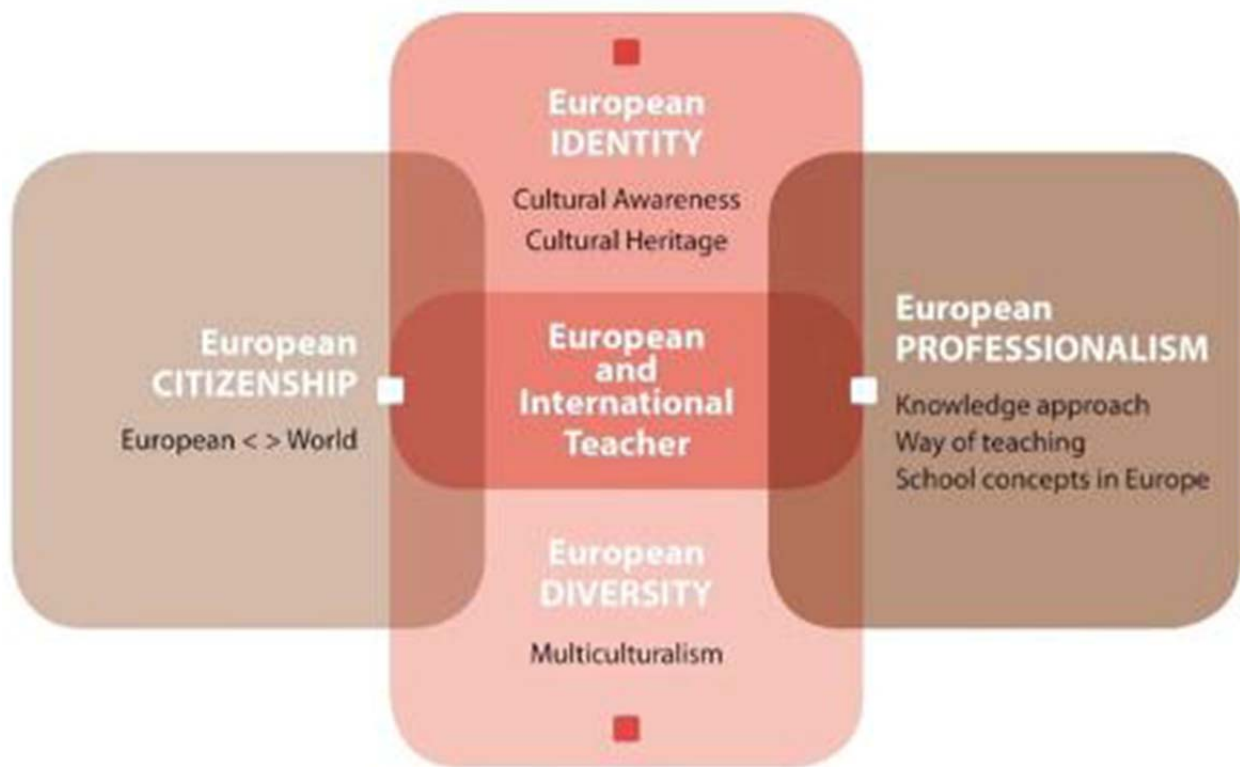 European
IDENTITY
Cultural Awareness
Cultural Heritage
European
CITIZENSHIP
European < > World
European
and
International
Teacher
European
PROFESSIONALISM
Knowledge approach
Way of teaching
School concepts in Europe
European
DIVERSITY
Multiculturalism